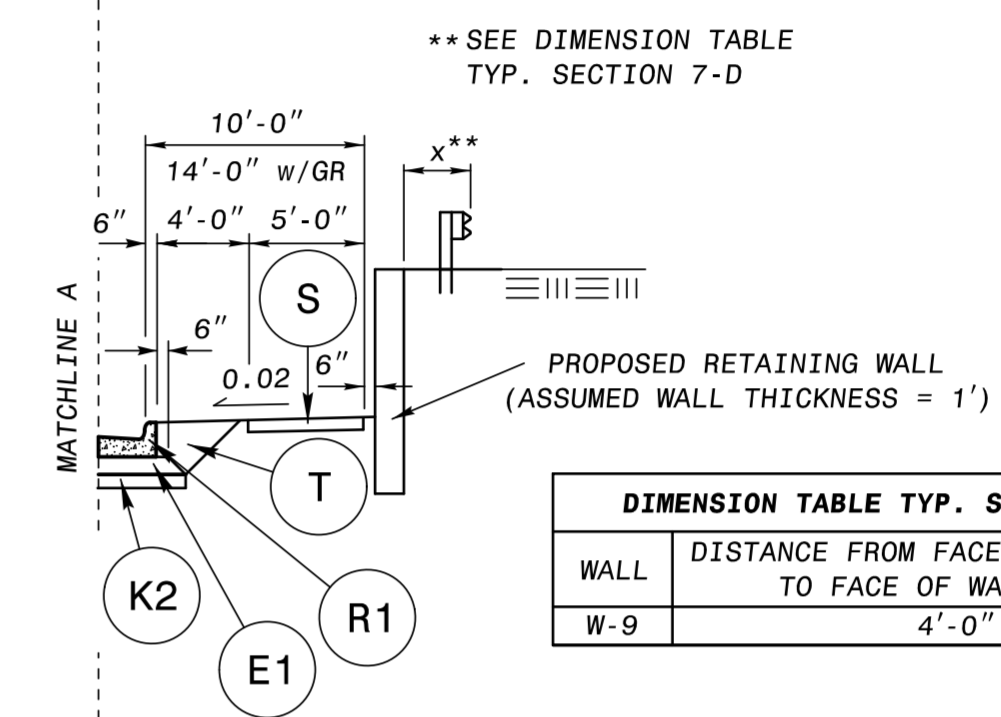 ** SEE DIMENSION TABLE
TYP. SECTION 7-D
10'-0"
x**
14'-0" w/GR
6" 4'-0" 5'-0"
S
MATCHLINE A
6"
0.02 6"
PROPOSED RETAINING WALL
(ASSUMED WALL THICKNESS = 1')
T
K2
R1
E1
DIMENSION TABLE TYP. S
WALL
DISTANCE FROM FACE
TO FACE OF WA
W-9 4'-0"